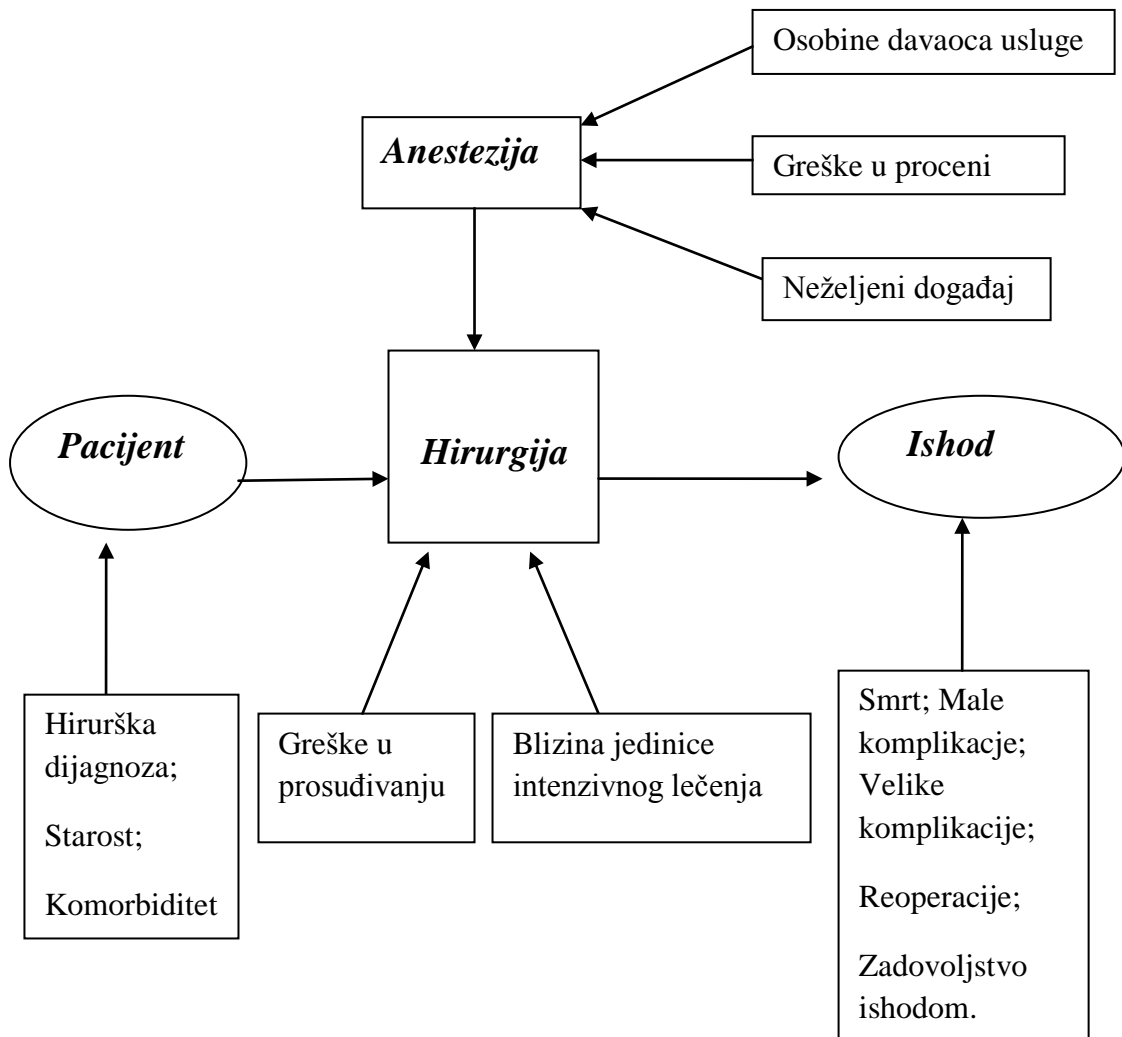 Osobine davaoca usluge
Anestezija
Greške u proceni
Neželjeni događaj
Pacijent
Hirurgija
Ishod
Hirurška
dijagnoza;
Starost;
Komorbiditet
Greške u
prosuđivanju
Blizina jedinice
intenzivnog lečenja
Smrt; Male
komplikacje;
Velike
komplikacije;
Reoperacije;
Zadovoljstvo
ishodom.